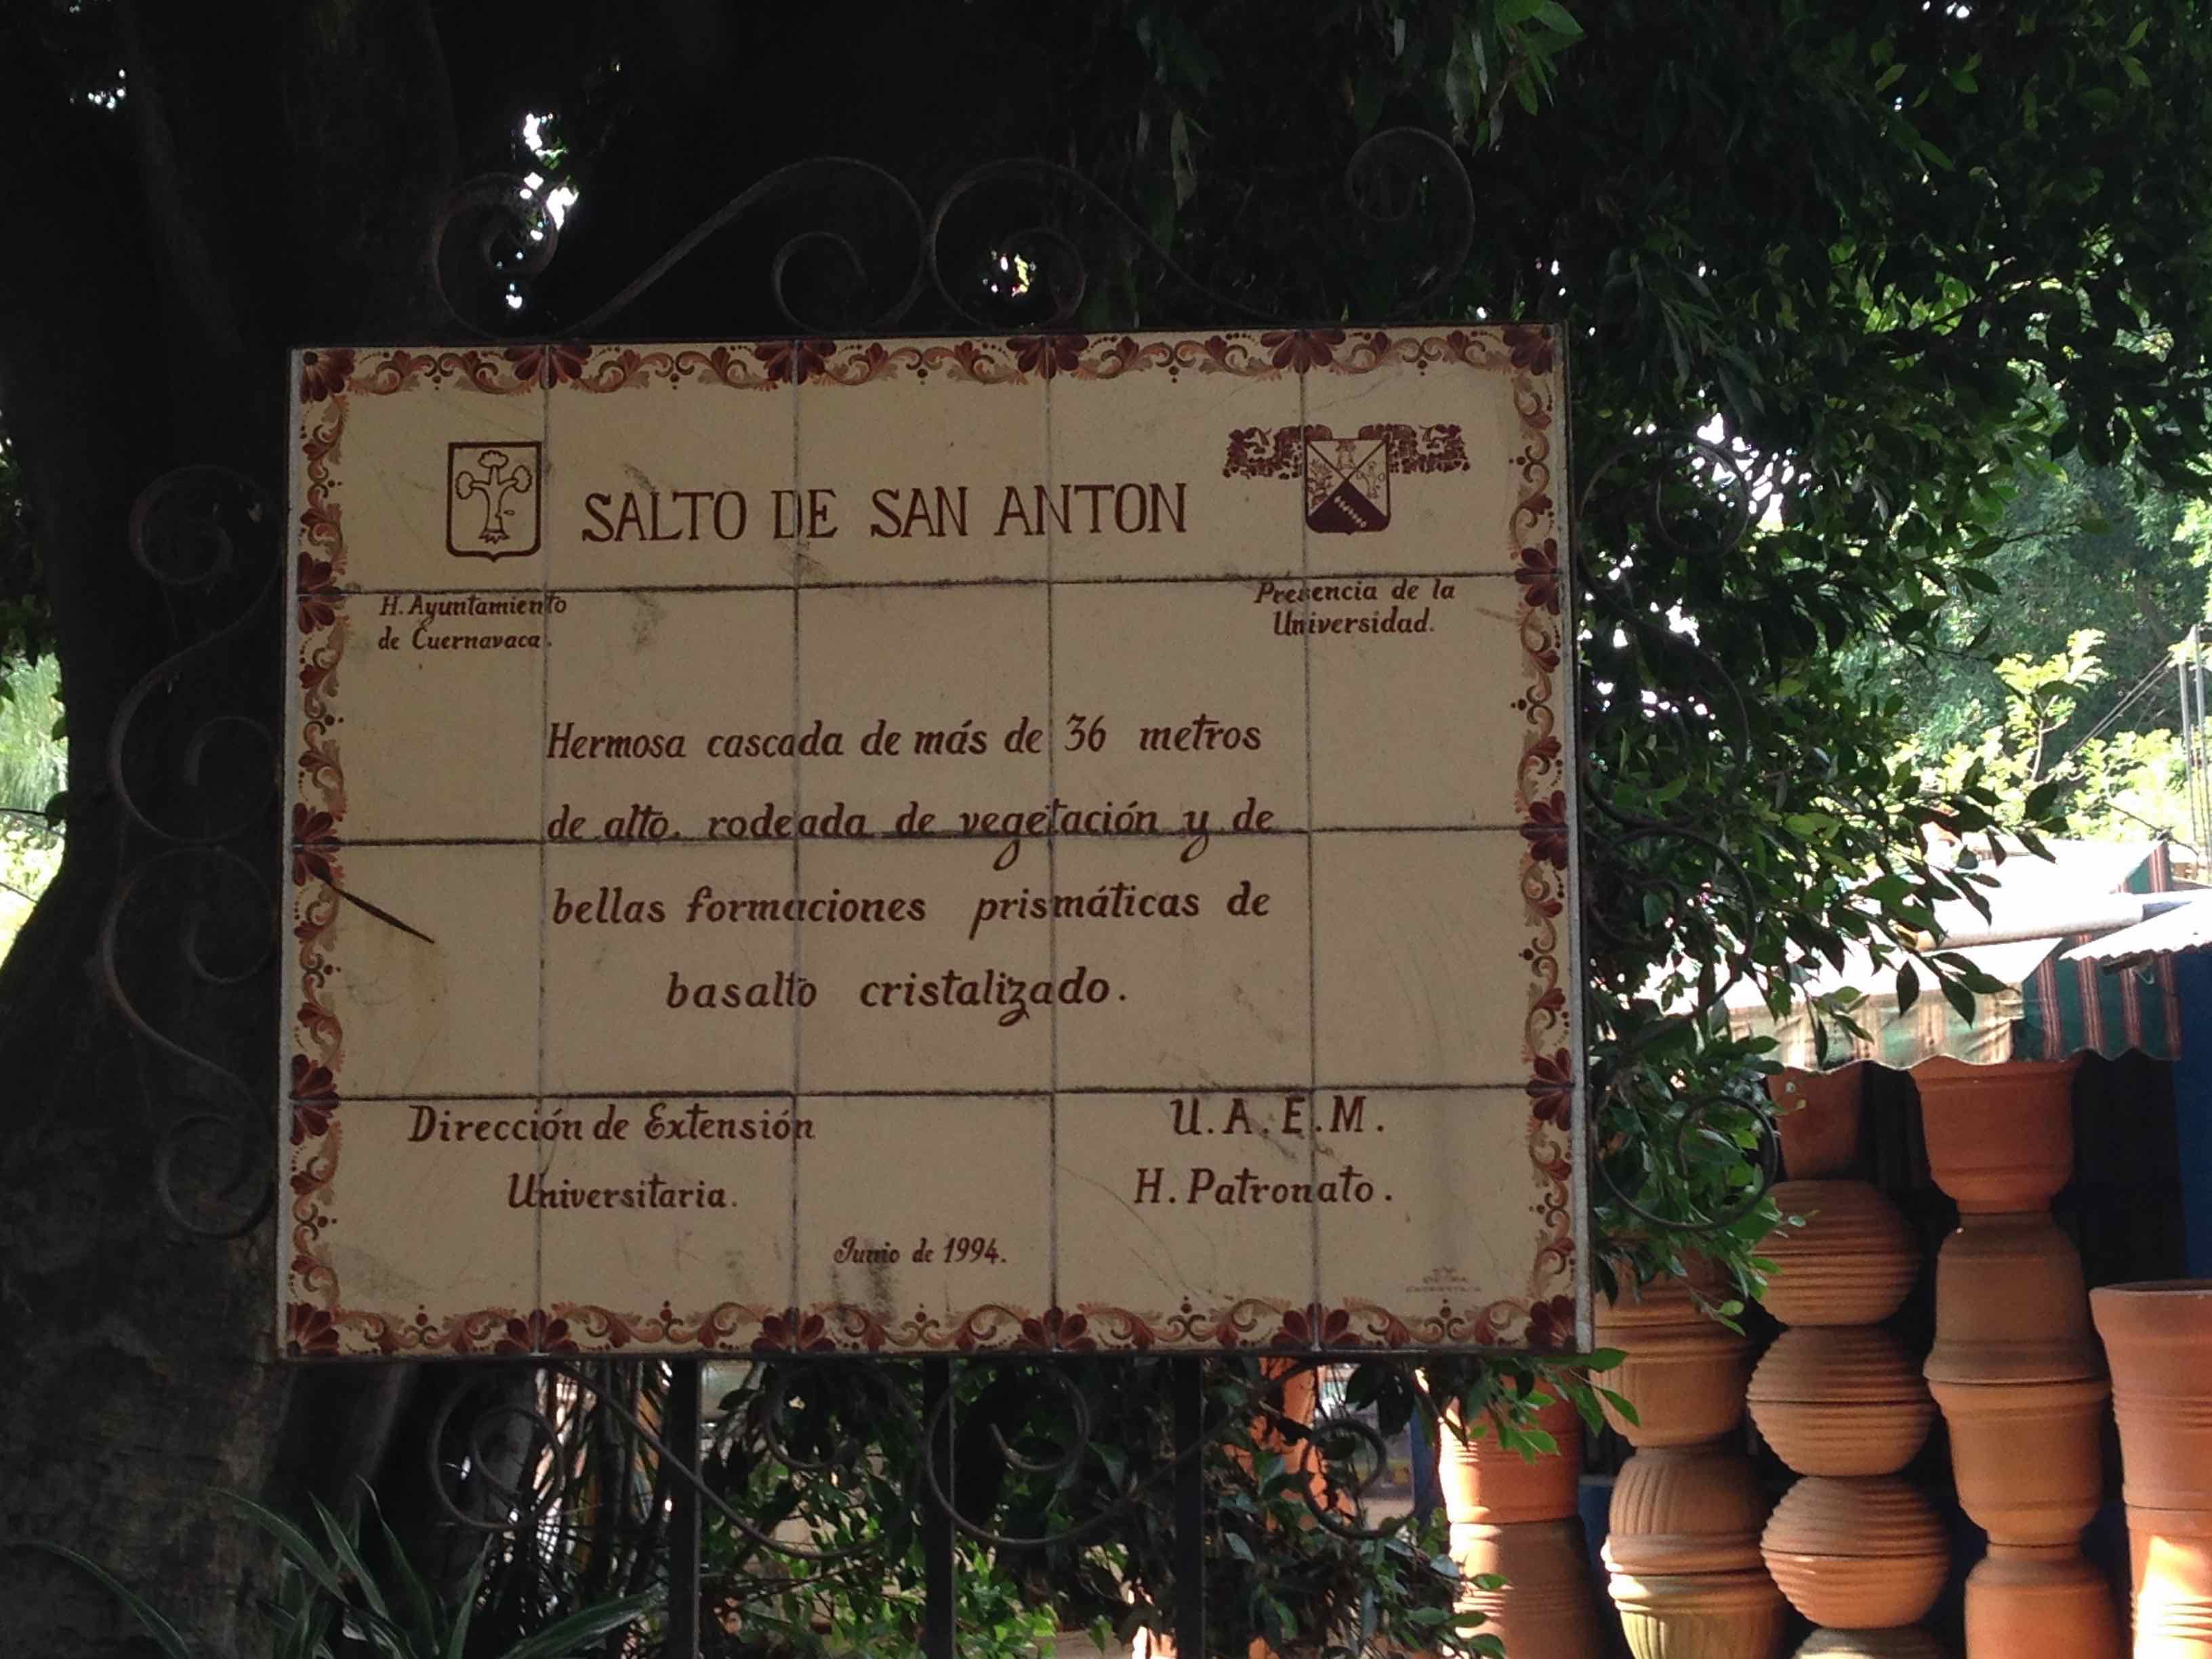 SALTO DE SAN ANTON
H. Ayuntamiento
de Cuernavaca.
Presencia de la
Universidad.
Hermosa cascada de más de 36 metros
de alto, rodeada de vegetación y de
bellas formaciones prismáticas de
basalto cristalizado.
Dirección de Extensión
Universitaria.
U.A.E.M.
H. Patronato.
Junio de 1994.